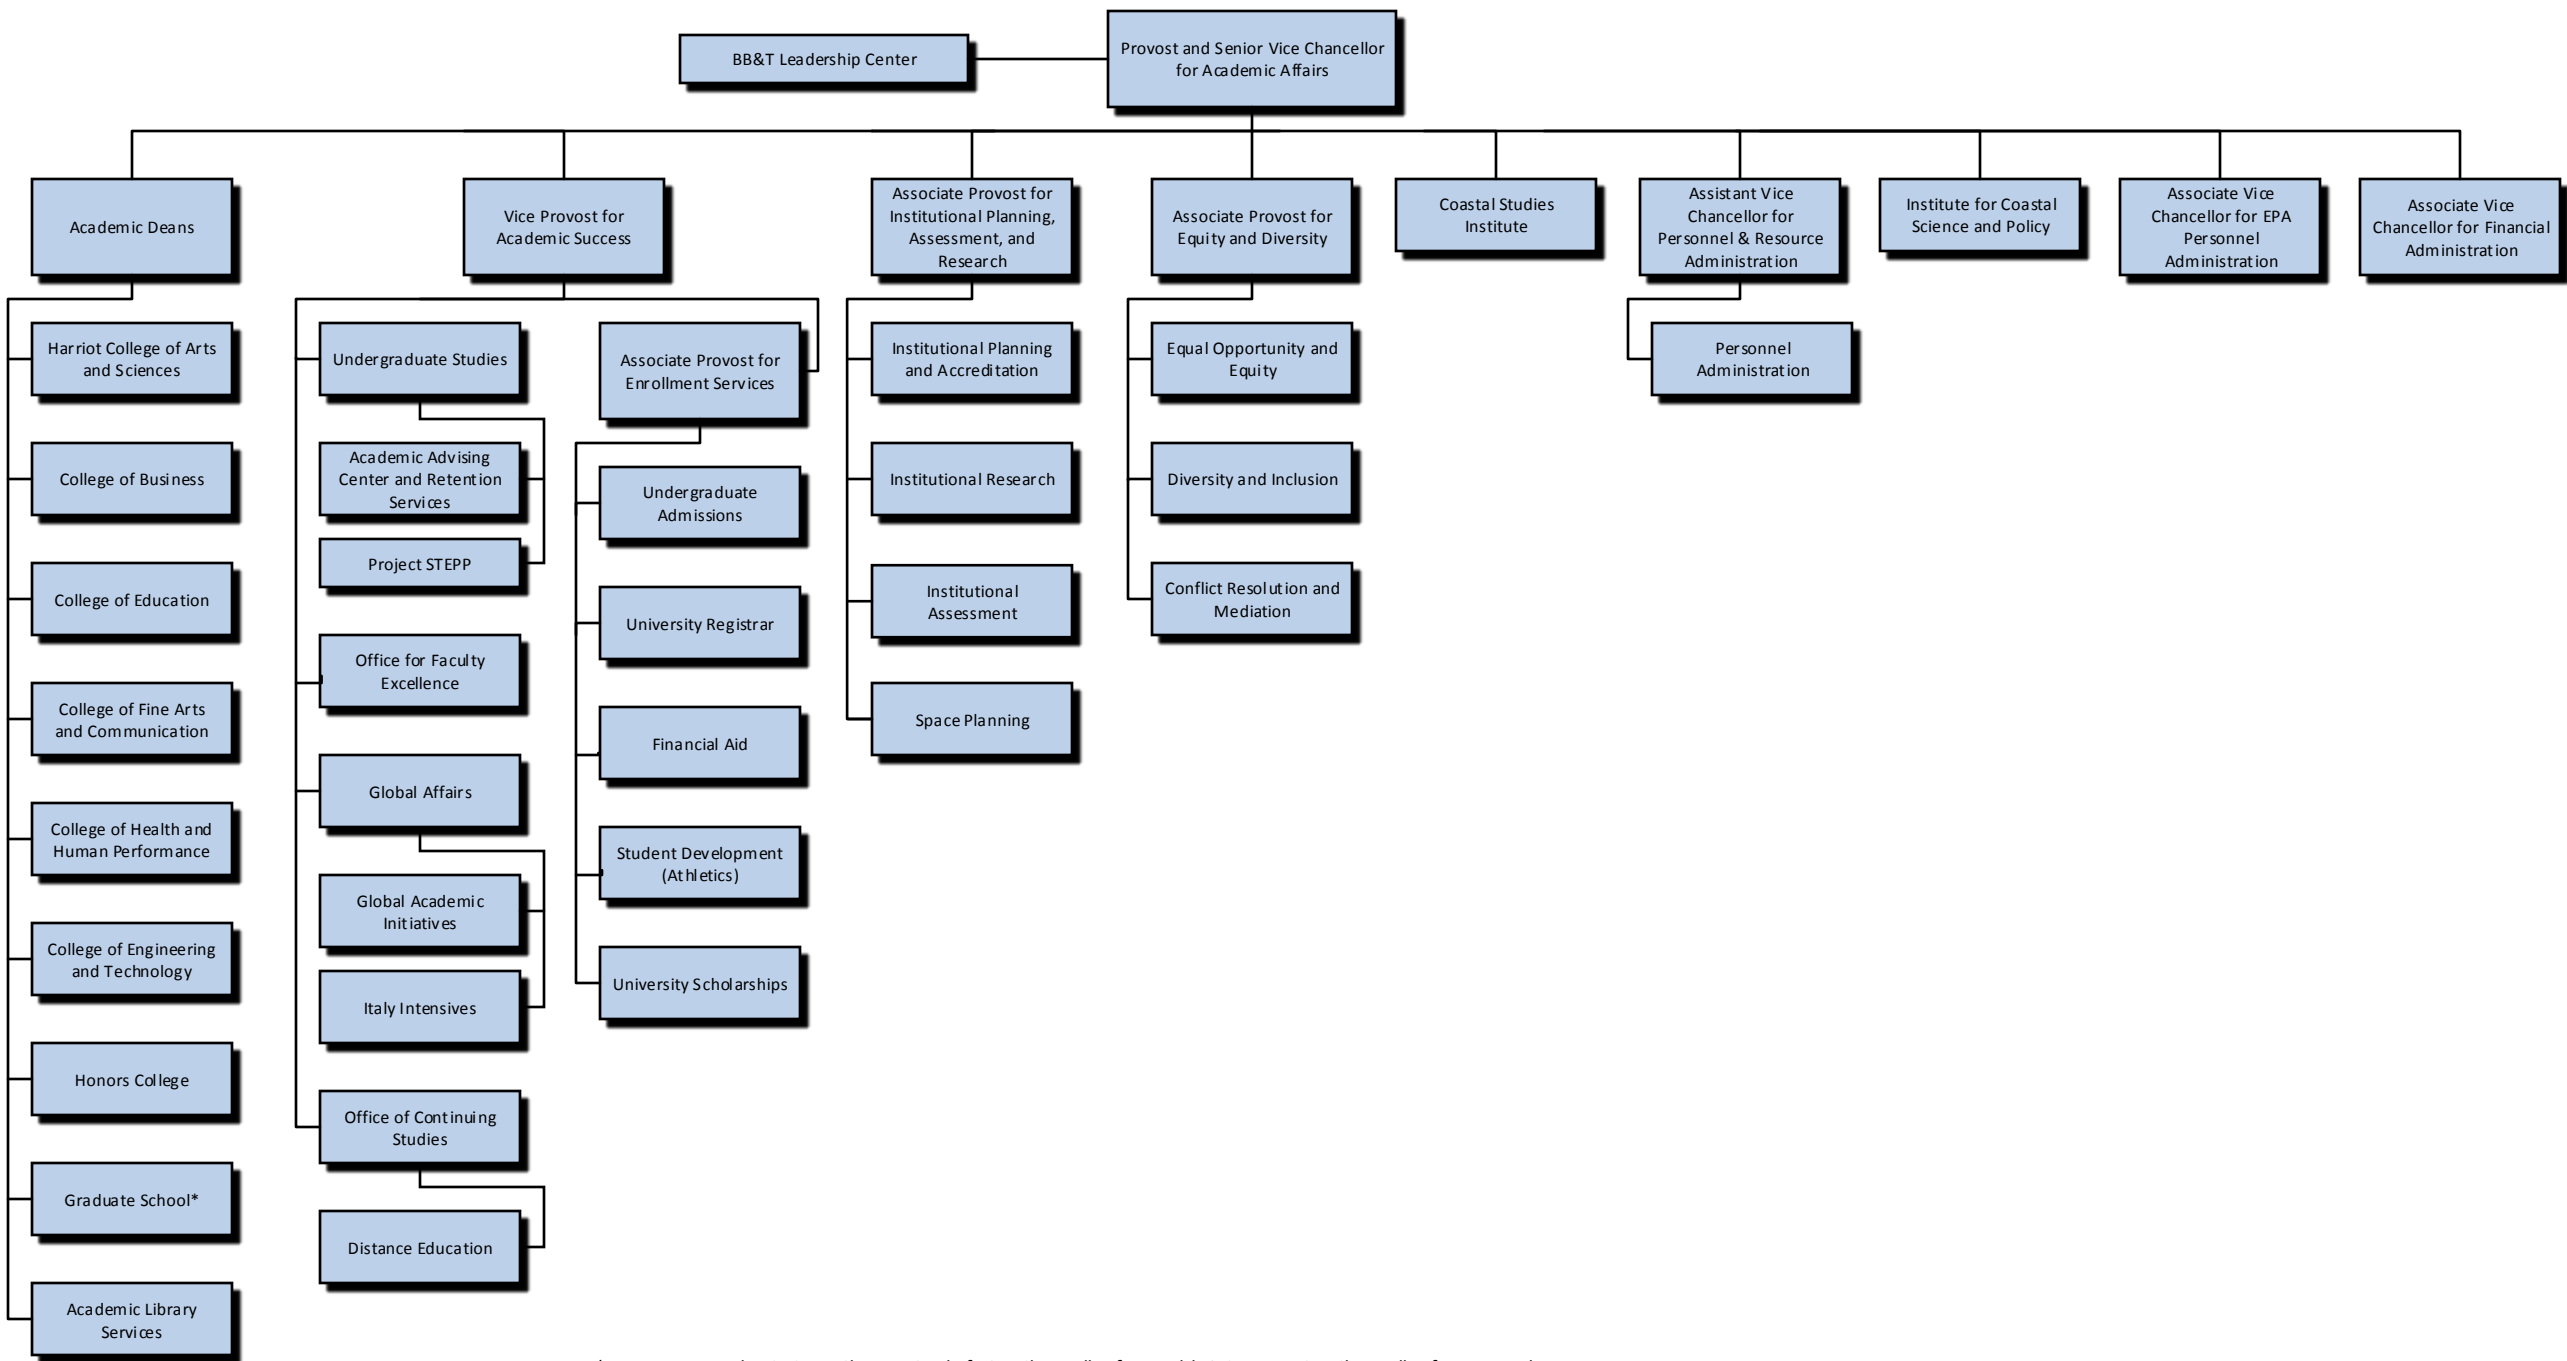 BB&T Leadership Center
Provost and Senior Vice Chancellor
for Academic Affairs
Academic Deans
Vice Provost for
Academic Success
Associate Provost for
Institutional Planning,
Assessment, and
Research
Associate Provost for
Equity and Diversity
Coastal Studies
Institute
Assistant Vice
Chancellor for
Personnel & Resource
Administration
Institute for Coastal
Science and Policy
Associate Vice
Chancellor for EPA
Personnel
Administration
Associate Vice
Chancellor for Financial
Administration
Harriot College of Arts
and Sciences
College of Business
College of Education
College of Fine Arts
and Communication
College of Health and
Human Performance
College of Engineering
and Technology
Honors College
Graduate School*
Academic Library
Services
Undergraduate Studies
Academic Advising
Center and Retention
Services
Project STEPP
Office for Faculty
Excellence
Global Affairs
Global Academic
Initiatives
Italy Intensives
Office of Continuing
Studies
Distance Education
Associate Provost for
Enrollment Services
Undergraduate
Admissions
University Registrar
Financial Aid
Student Development
(Athletics)
University Scholarships
Institutional Planning
and Accreditation
Institutional Research
Institutional
Assessment
Space Planning
Equal Opportunity and
Equity
Diversity and Inclusion
Conflict Resolution and
Mediation
Personnel
Administration